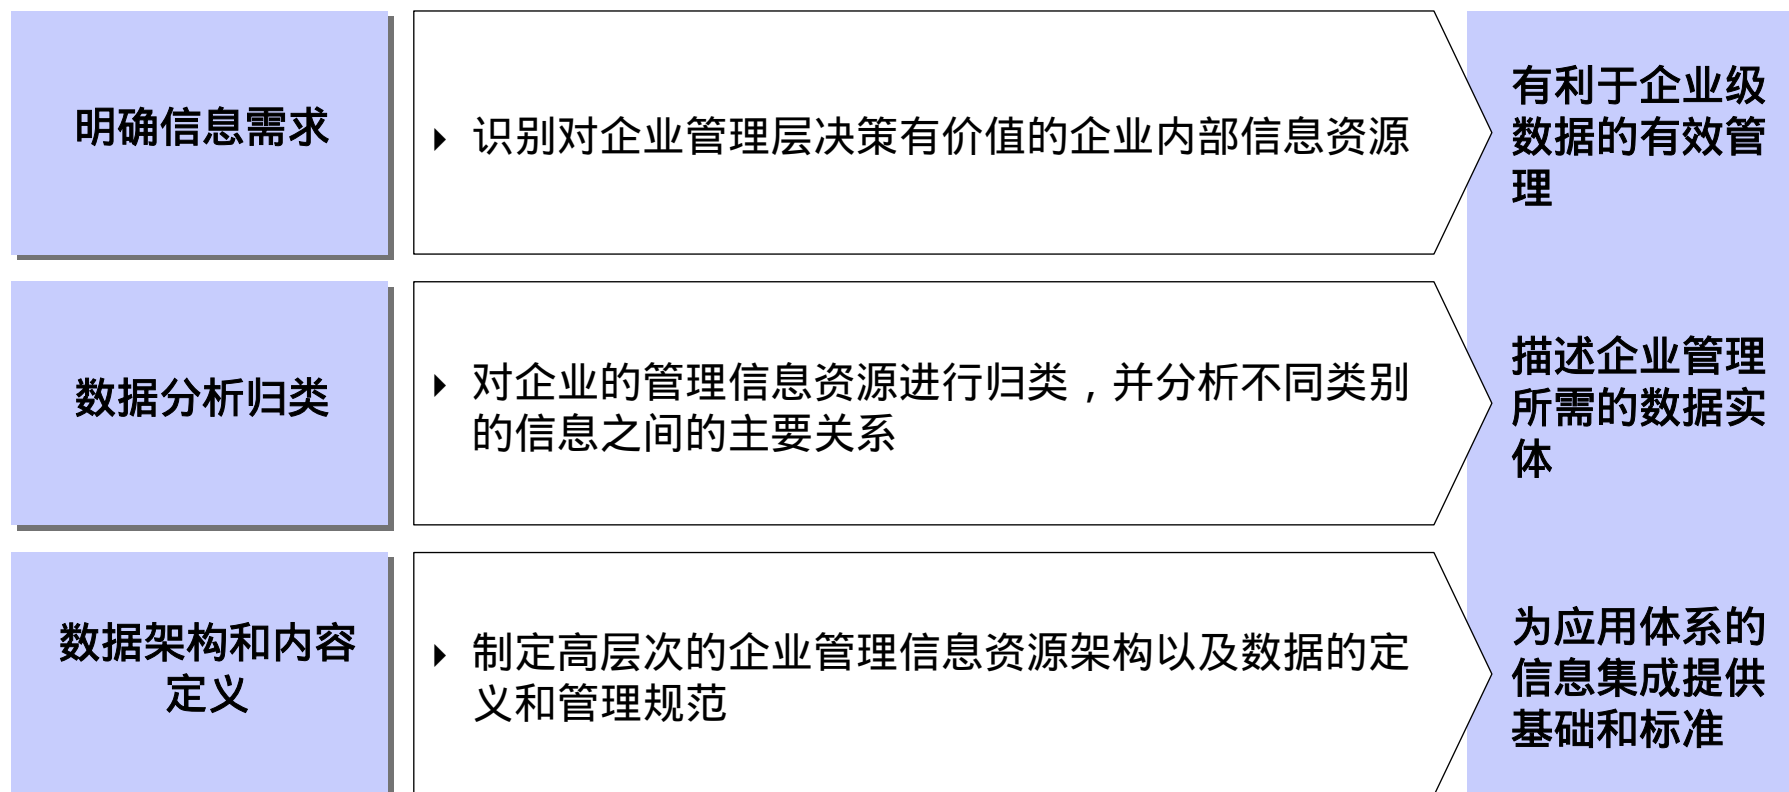 明确信息需求
识别对企业管理层决策有价值的企业内部信息资源
有利于企业级
数据的有效管
理
数据分析归类
对企业的管理信息资源进行归类，并分析不同类别
的信息之间的主要关系
描述企业管理
所需的数据实
体
数据架构和内容
定义
制定高层次的企业管理信息资源架构以及数据的定
义和管理规范
为应用体系的
信息集成提供
基础和标准